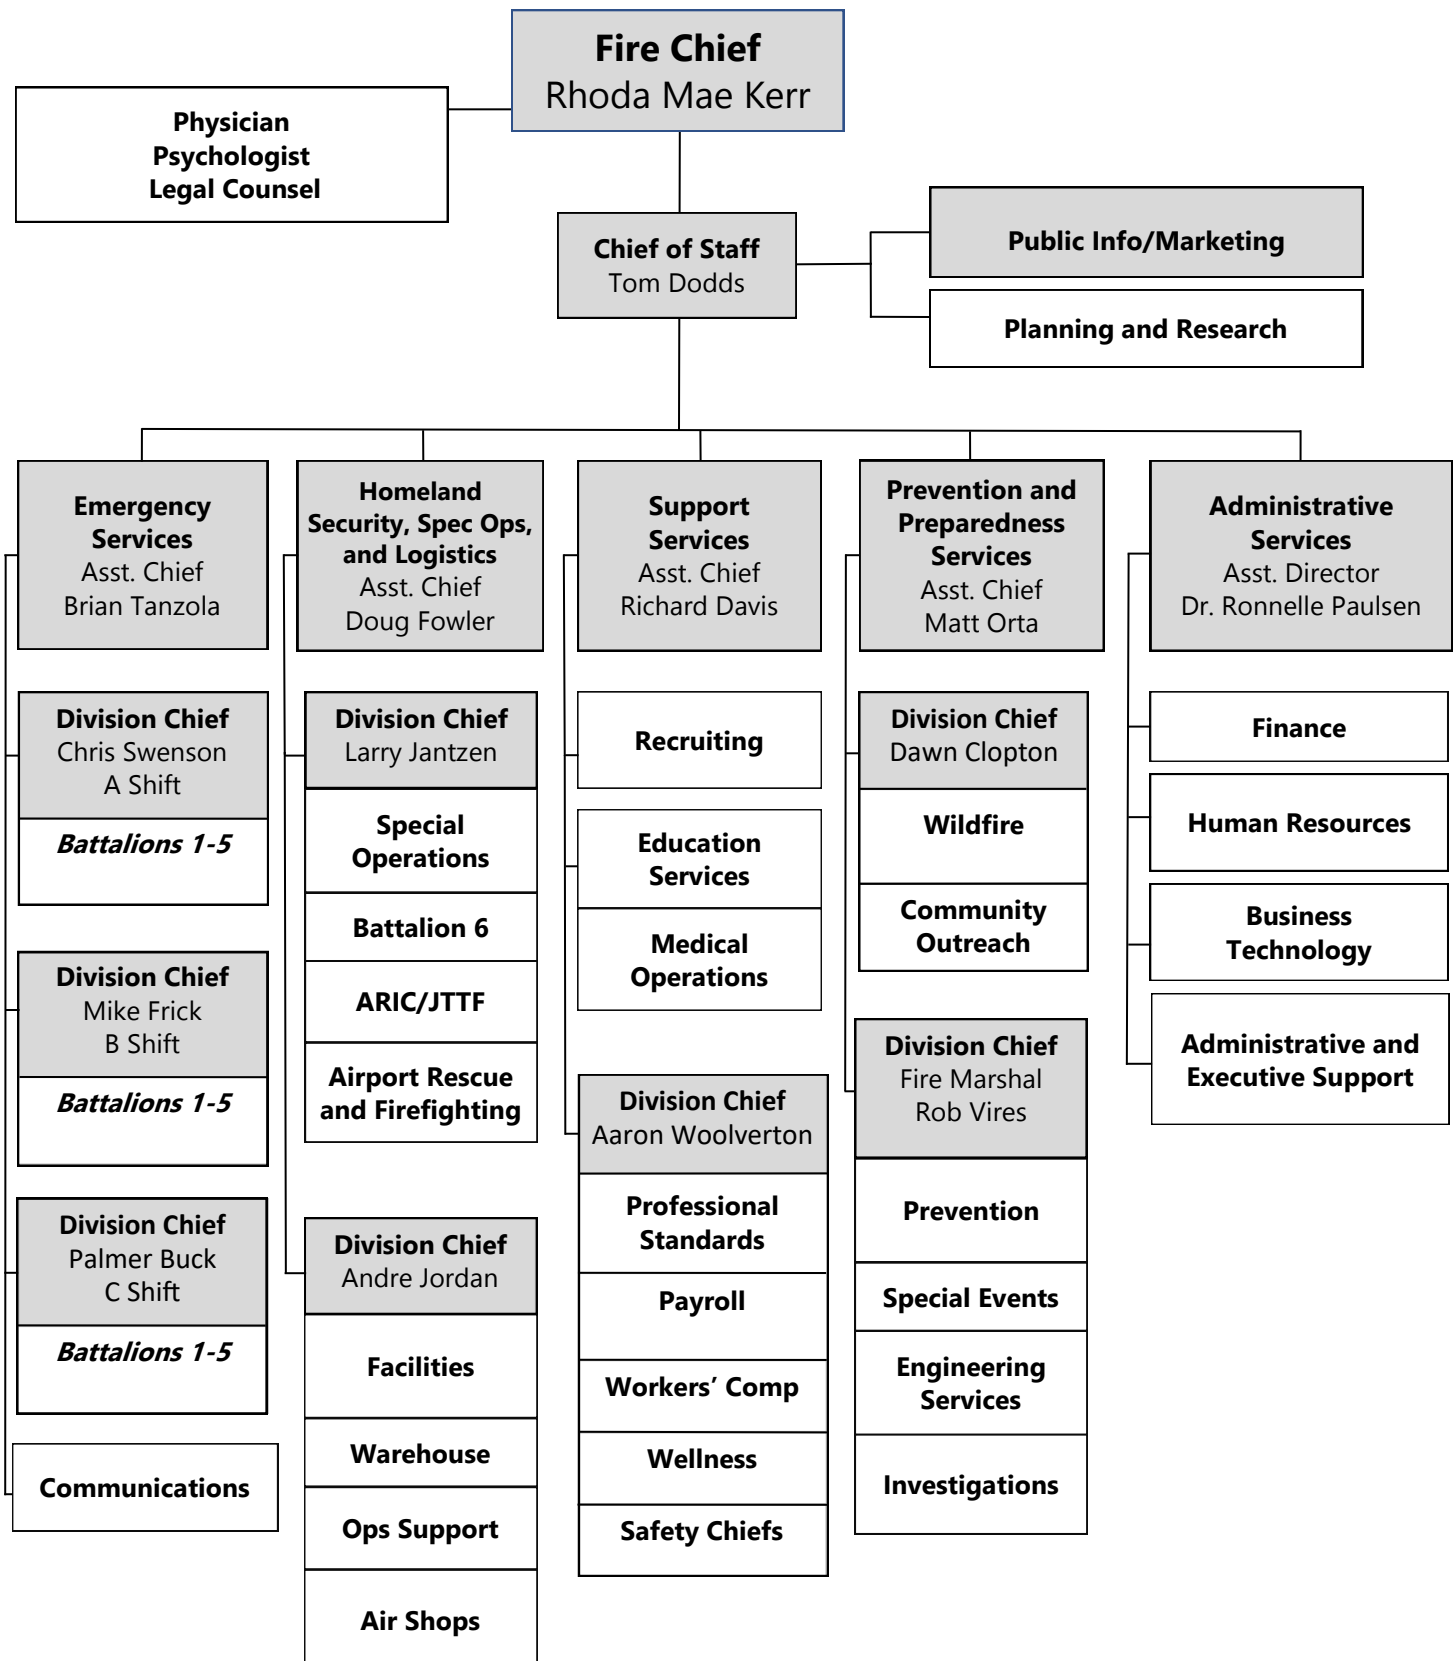 Fire Chief
Rhoda Mae Kerr
Physician
Psychologist
Legal Counsel
Chief of Staff
Tom Dodds
Public Info/Marketing
Planning and Research
Emergency
Services
Asst. Chief
Brian Tanzola
Division Chief
Chris Swenson
A Shift
Battalions 1-5
Division Chief
Mike Frick
B Shift
Battalions 1-5
Division Chief
Palmer Buck
C Shift
Battalions 1-5
Communications
Homeland
Security, Spec Ops,
and Logistics
Asst. Chief
Doug Fowler
Division Chief
Larry Jantzen
Special
Operations
Battalion 6
ARIC/JTTF
Airport Rescue
and Firefighting
Division Chief
Andre Jordan
Facilities
Warehouse
Ops Support
Air Shops
Support
Services
Asst. Chief
Richard Davis
Recruiting
Education
Services
Medical
Operations
Division Chief
Aaron Woolverton
Professional
Standards
Payroll
Workers’ Comp
Wellness
Safety Chiefs
Prevention and
Preparedness
Services
Asst. Chief
Matt Orta
Division Chief
Dawn Clopton
Wildfire
Community
Outreach
Division Chief
Fire Marshal
Rob Vires
Prevention
Special Events
Engineering
Services
Investigations
Administrative
Services
Asst. Director
Dr. Ronnelle Paulsen
Finance
Human Resources
Business
Technology
Administrative and
Executive Support